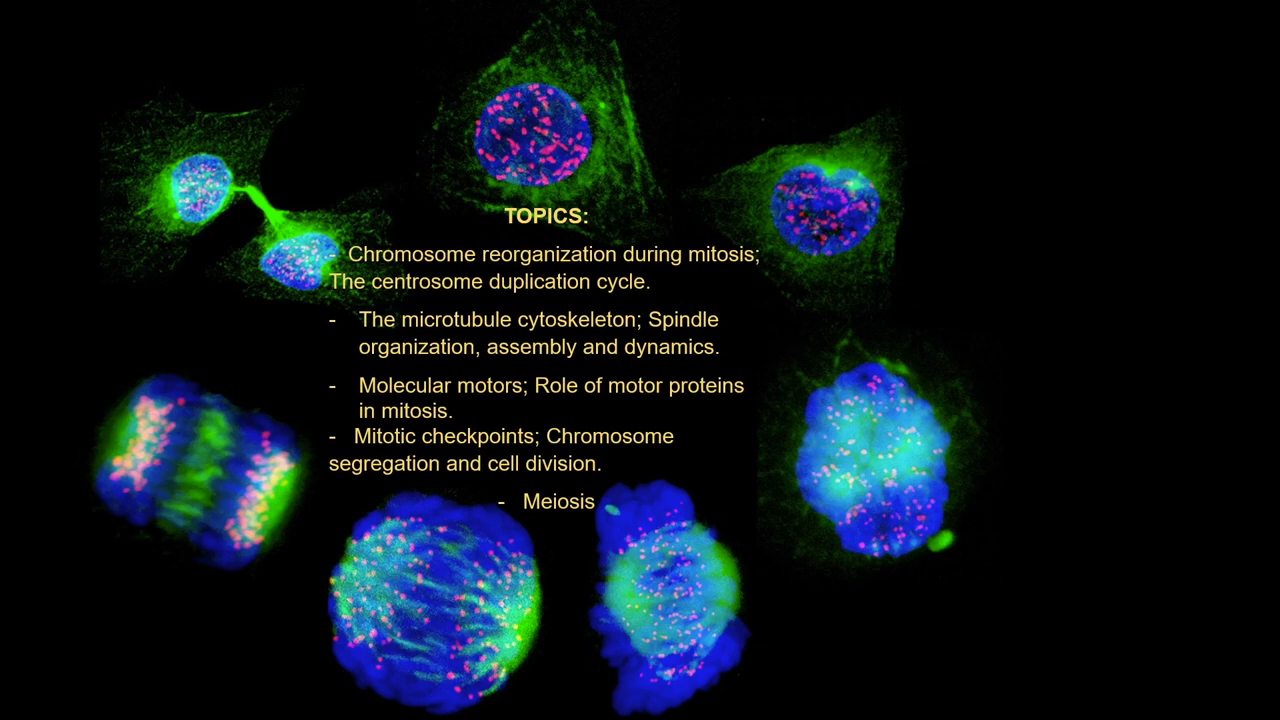 TOPICS:
- Chromosome reorganization during mitosis;
The centrosome duplication cycle.
- The microtubule cytoskeleton; Spindle
organization, assembly and dynamics.
- Molecular motors; Role of motor proteins
in mitosis.
- Mitotic checkpoints; Chromosome
segregation and cell division.
- Meiosis